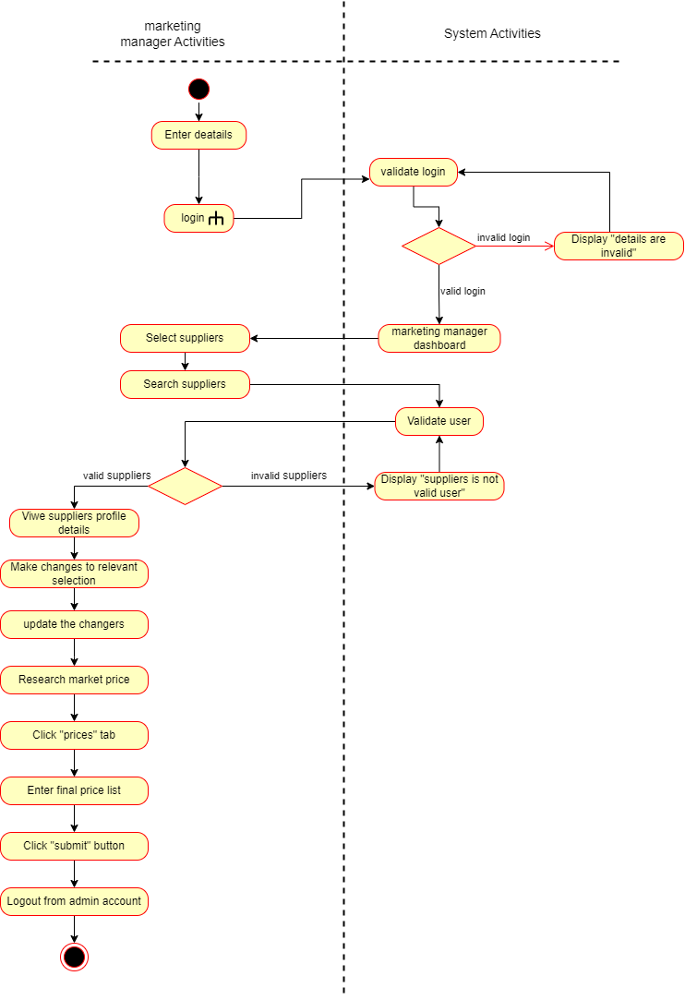 marketing
manager Activities
System Activities
Enter deatails
validate login
login
invalid login
Display "details are
invalid"
valid login
Select suppliers
marketing manager
dashboard
Search suppliers
Validate user
valid suppliers
invalid suppliers
Display "suppliers is not
valid user"
Viwe suppliers profile
details
Make changes to relevant
selection
update the changers
Research market price
Click "prices" tab
Enter final price list
Click "submit" button
Logout from admin account